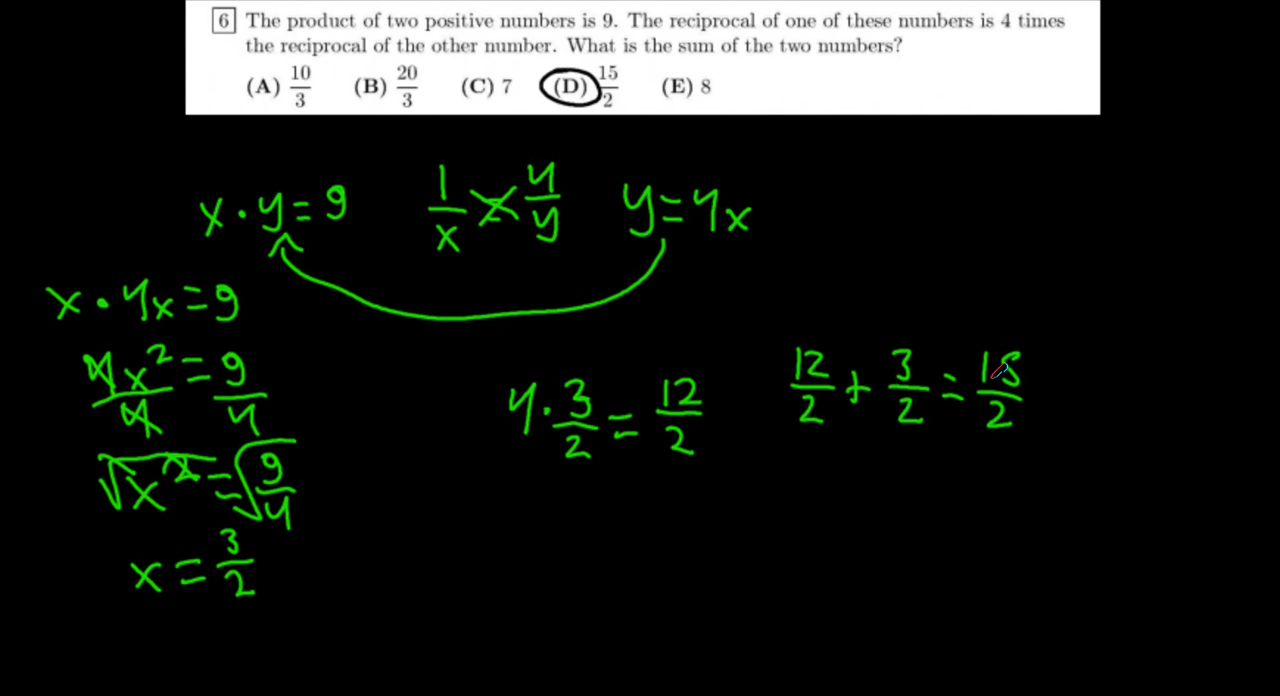 6 The product of two positive numbers is 9. The reciprocal of one of these numbers is 4 times
the reciprocal of the other number. What is the sum of the two numbers?
(A) 10/3 (B) 20/3 (C) 7 (D) 15/2 (E) 8
x · y = 9 1/x = 4/y y = 4x
x · 4x = 9
4x²/4 = 9/4
√x² = √9/4
x = 3/2
4 · 3/2 = 12/2
12/2 + 3/2 = 15/2